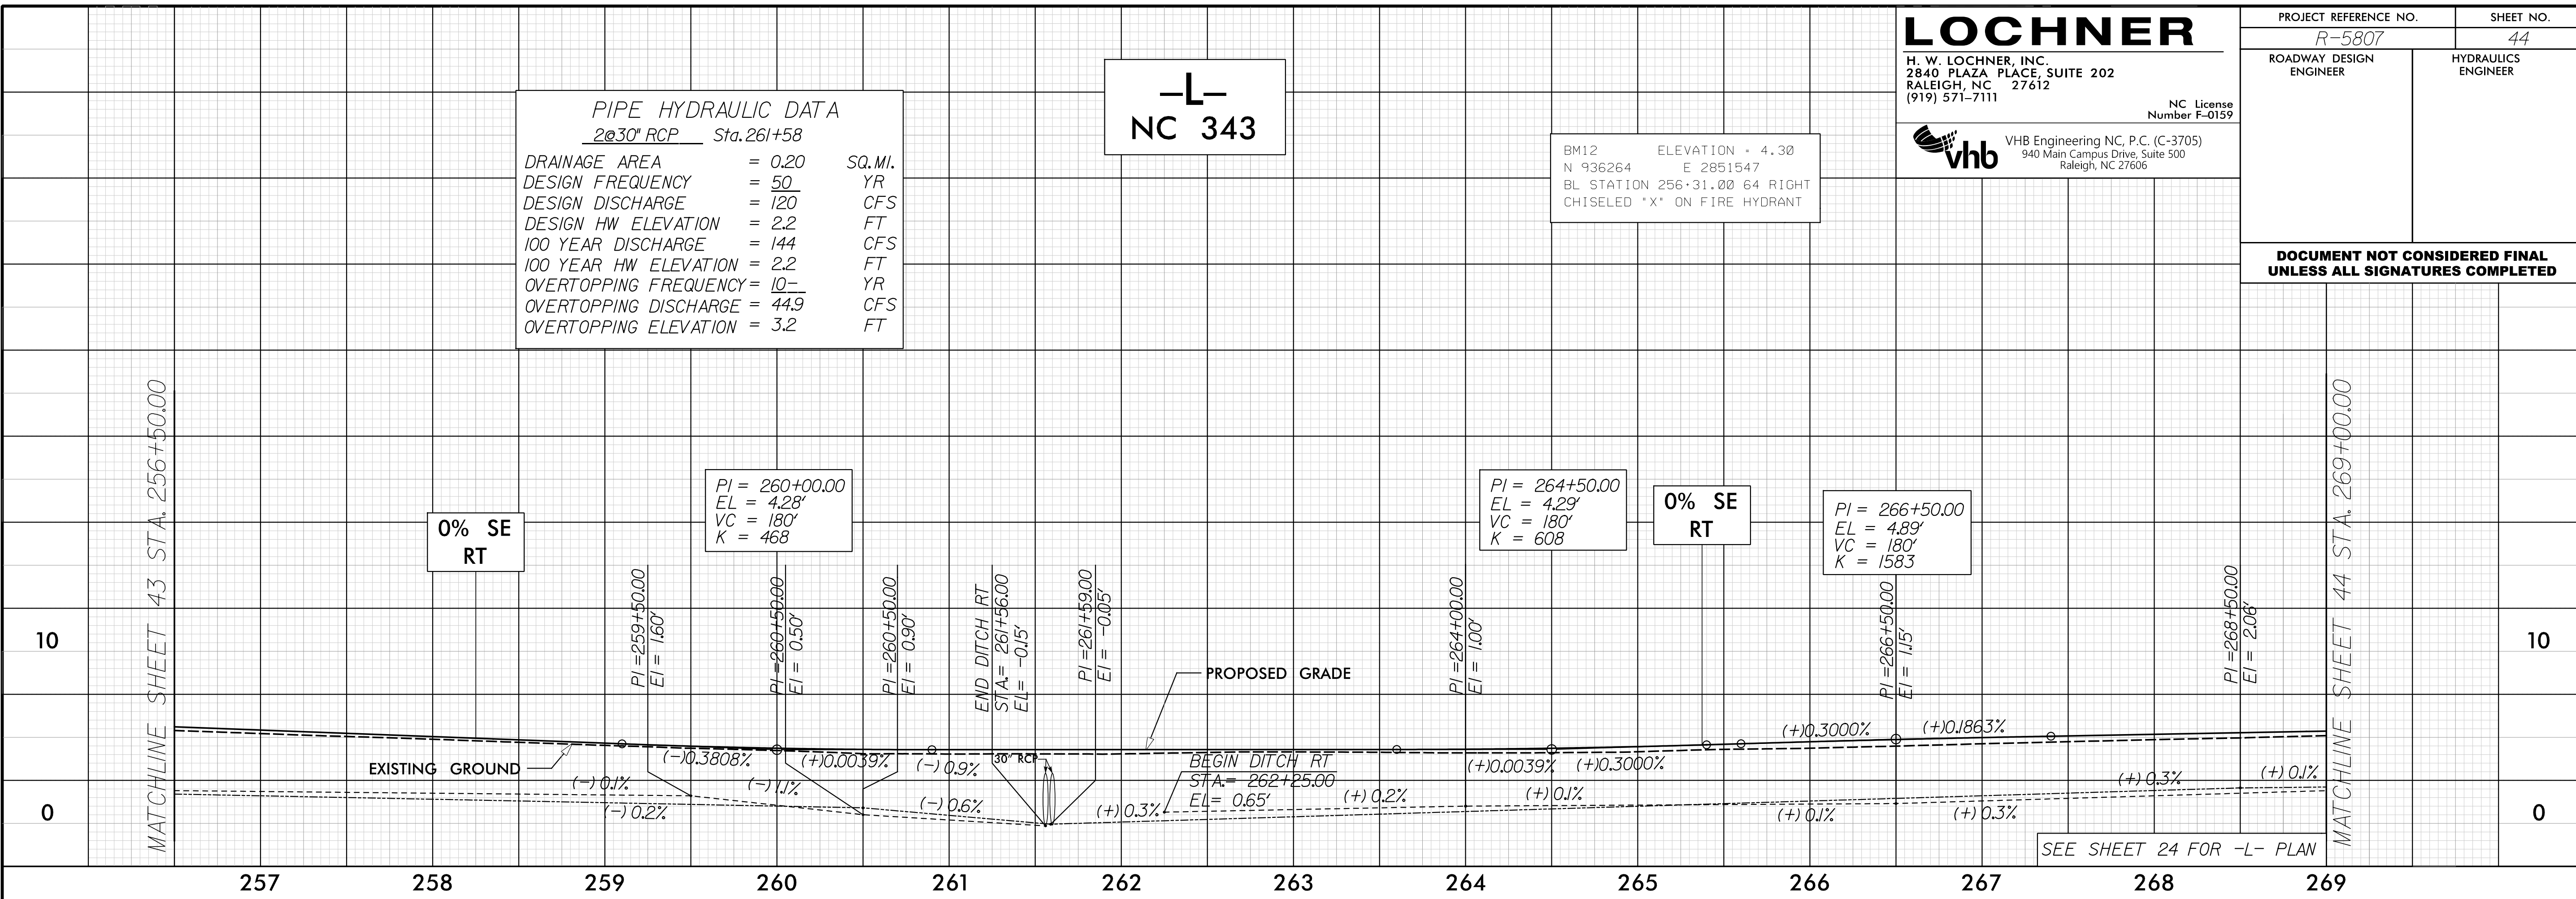 LOCHNER
H. W. LOCHNER, INC.
2840 PLAZA PLACE, SUITE 202
RALEIGH, NC 27612
(919) 571–7111
NC License
Number F–0159
vhb
VHB Engineering NC, P.C. (C-3705)
940 Main Campus Drive, Suite 500
Raleigh, NC 27606
PROJECT REFERENCE NO. SHEET NO.
R-5807 44
ROADWAY DESIGN
ENGINEER
HYDRAULICS
ENGINEER
DOCUMENT NOT CONSIDERED FINAL
UNLESS ALL SIGNATURES COMPLETED
–L–
NC 343
PIPE HYDRAULIC DATA
2@30" RCP Sta. 261+58
DRAINAGE AREA = 0.20 SQ.MI.
DESIGN FREQUENCY = 50 YR
DESIGN DISCHARGE = 120 CFS
DESIGN HW ELEVATION = 2.2 FT
100 YEAR DISCHARGE = 144 CFS
100 YEAR HW ELEVATION = 2.2 FT
OVERTOPPING FREQUENCY = 10- YR
OVERTOPPING DISCHARGE = 44.9 CFS
OVERTOPPING ELEVATION = 3.2 FT
BM12 ELEVATION = 4.30
N 936264 E 2851547
BL STATION 256+31.00 64 RIGHT
CHISELED "X" ON FIRE HYDRANT
MATCHLINE SHEET 43 STA. 256+50.00
0% SE
RT
PI = 260+00.00
EL = 4.28'
VC = 180'
K = 468
PI = 264+50.00
EL = 4.29'
VC = 180'
K = 608
0% SE
RT
PI = 266+50.00
EL = 4.89'
VC = 180'
K = 1583
MATCHLINE SHEET 44 STA. 269+00.00
PI =259+50.00
El = 1.60'
PI =260+50.00
El = 0.50'
PI =260+50.00
El = 0.90'
END DITCH RT
STA.= 261+56.00
EL= -0.15'
PI =261+59.00
El = -0.05'
PI =264+00.00
El = 1.00'
PI =266+50.00
El = 1.15'
PI =268+50.00
El = 2.06'
10
10
PROPOSED GRADE
EXISTING GROUND
(-)0.3808%
(+)0.0039%
(-)0.9%
30" RCP
BEGIN DITCH RT
STA.= 262+25.00
EL= 0.65'
(+)0.0039%
(+)0.3000%
(+)0.3000%
(+)0.1863%
(-)0.1%
(-)1.1%
(-)0.2%
(-)0.6%
(+)0.3%
(+)0.2%
(+)0.1%
(+)0.1%
(+)0.3%
(+)0.3%
(+)0.1%
0
0
SEE SHEET 24 FOR -L- PLAN
257 258 259 260 261 262 263 264 265 266 267 268 269